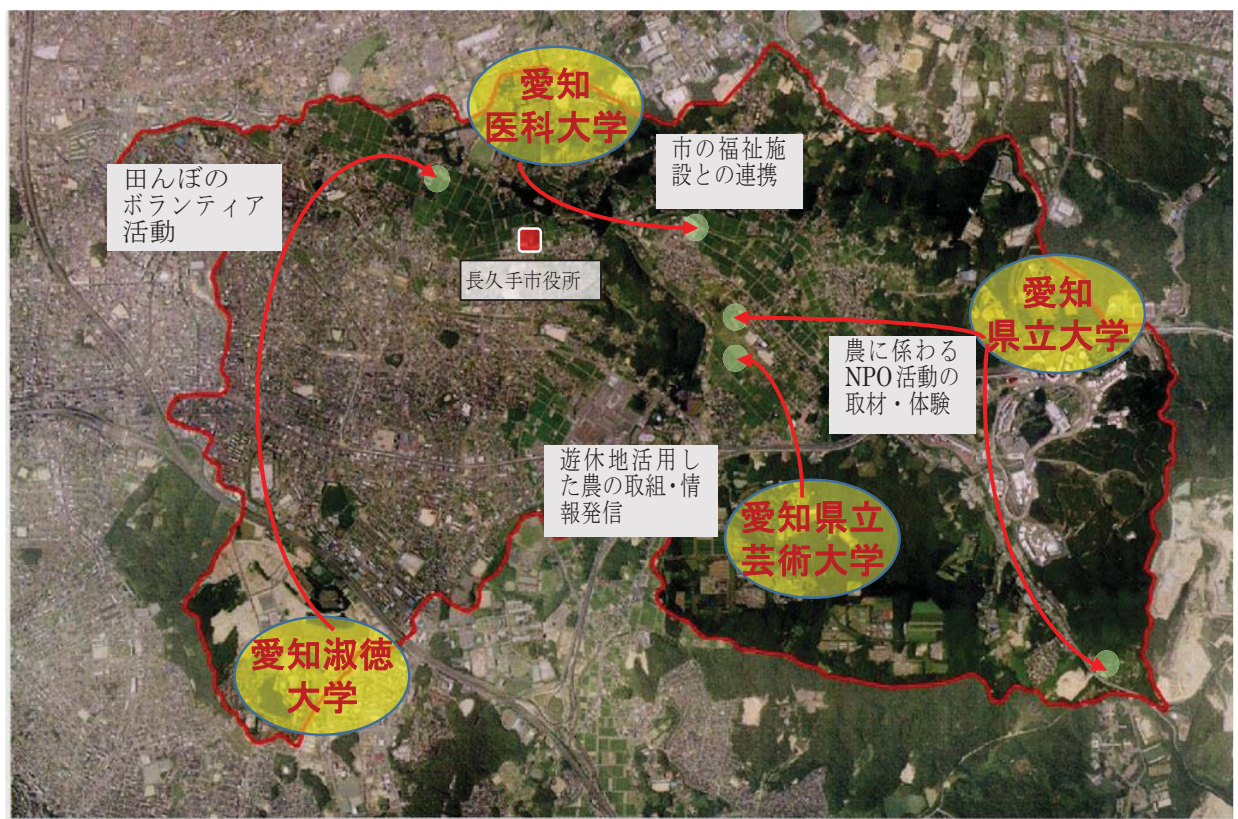 愛知
医科大学
市の福祉施
設との連携
田んぼの
ボランティア
活動
長久手市役所
愛知
県立大学
農に係わる
NPO活動の
取材・体験
遊休地活用し
た農の取組・情
報発信
愛知県立
芸術大学
愛知淑徳
大学